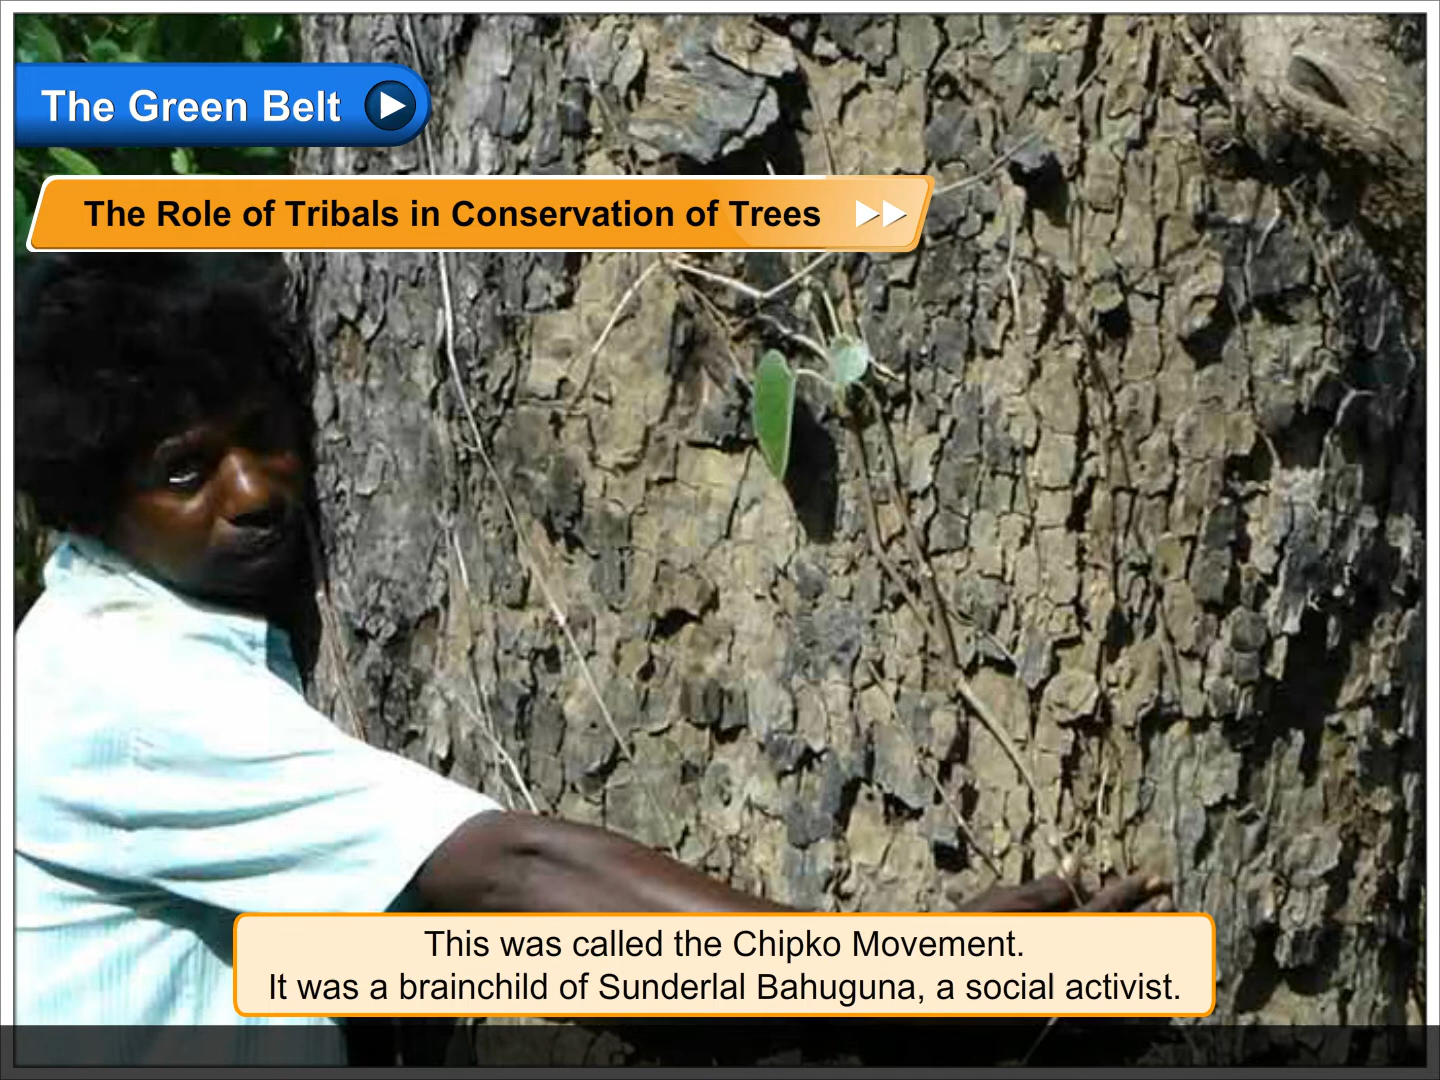 The Green Belt
The Role of Tribals in Conservation of Trees
This was called the Chipko Movement.
It was a brainchild of Sunderlal Bahuguna, a social activist.